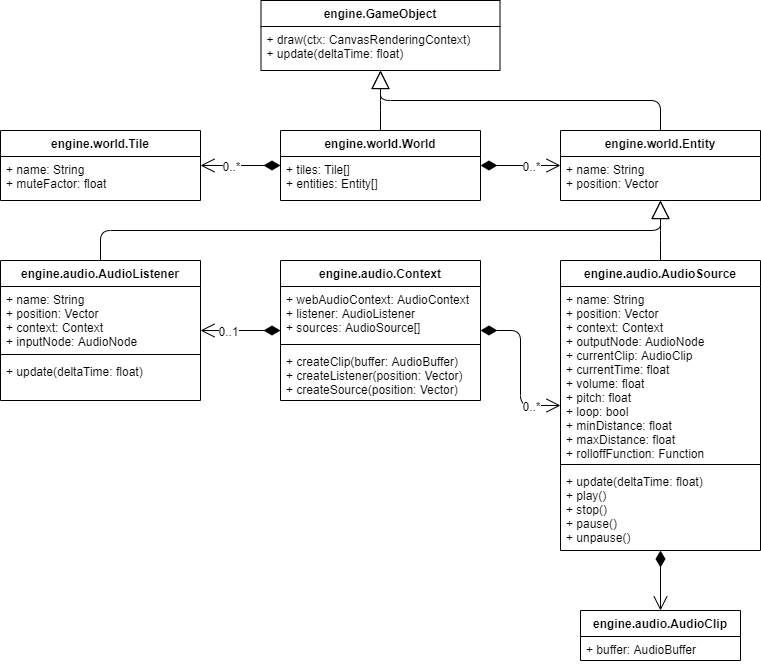 engine.GameObject
+ draw(ctx: CanvasRenderingContext)
+ update(deltaTime: float)
engine.world.Tile
+ name: String
+ muteFactor: float
0..*
engine.world.World
+ tiles: Tile[]
+ entities: Entity[]
0..*
engine.world.Entity
+ name: String
+ position: Vector
engine.audio.AudioListener
+ name: String
+ position: Vector
+ context: Context
+ inputNode: AudioNode
+ update(deltaTime: float)
0..1
engine.audio.Context
+ webAudioContext: AudioContext
+ listener: AudioListener
+ sources: AudioSource[]
+ createClip(buffer: AudioBuffer)
+ createListener(position: Vector)
+ createSource(position: Vector)
0..*
engine.audio.AudioSource
+ name: String
+ position: Vector
+ context: Context
+ outputNode: AudioNode
+ currentClip: AudioClip
+ currentTime: float
+ volume: float
+ pitch: float
+ loop: bool
+ minDistance: float
+ maxDistance: float
+ rolloffFunction: Function
+ update(deltaTime: float)
+ play()
+ stop()
+ pause()
+ unpause()
engine.audio.AudioClip
+ buffer: AudioBuffer